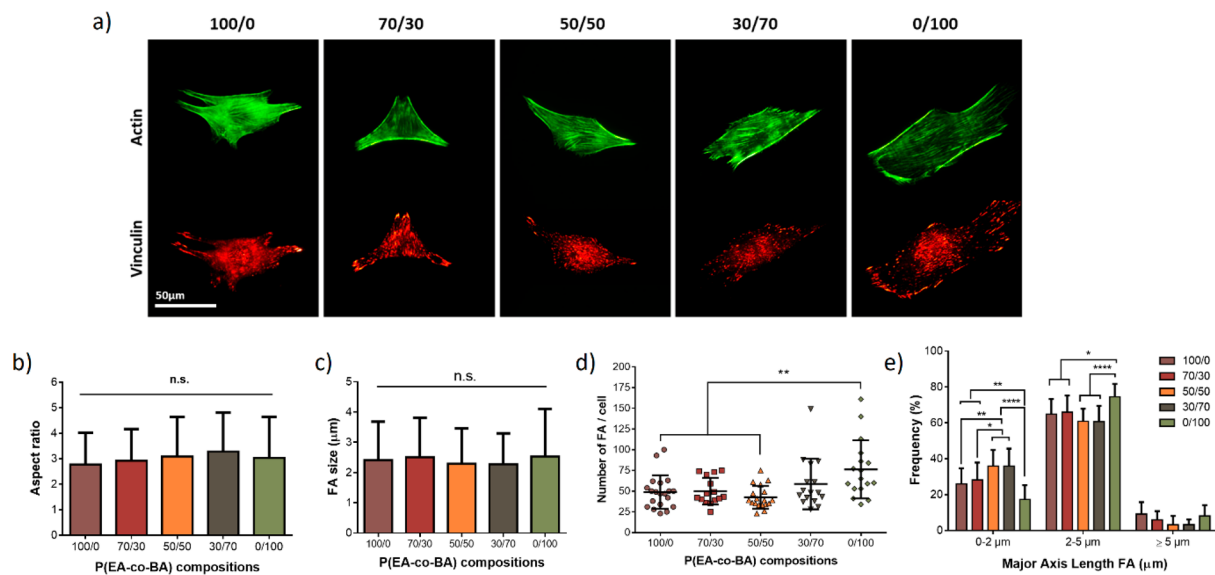 a)
100/0 70/30 50/50 30/70 0/100
Actin
Vinculin
50µm
b)
n.s.
Aspect ratio
6
5
4
3
2
1
0
100/0 70/30 50/50 30/70 0/100
P(EA-co-BA) compositions
c)
n.s.
FA size (µm)
5
4
3
2
1
0
100/0 70/30 50/50 30/70 0/100
P(EA-co-BA) compositions
d)
**
Number of FA / cell
200
175
150
125
100
75
50
25
0
100/0 70/30 50/50 30/70 0/100
P(EA-co-BA) compositions
e)
Frequency (%)
100
80
60
40
20
0
**
**
****
*
*
****
0-2 µm 2-5 µm ≥ 5 µm
Major Axis Length FA (µm)
100/0
70/30
50/50
30/70
0/100